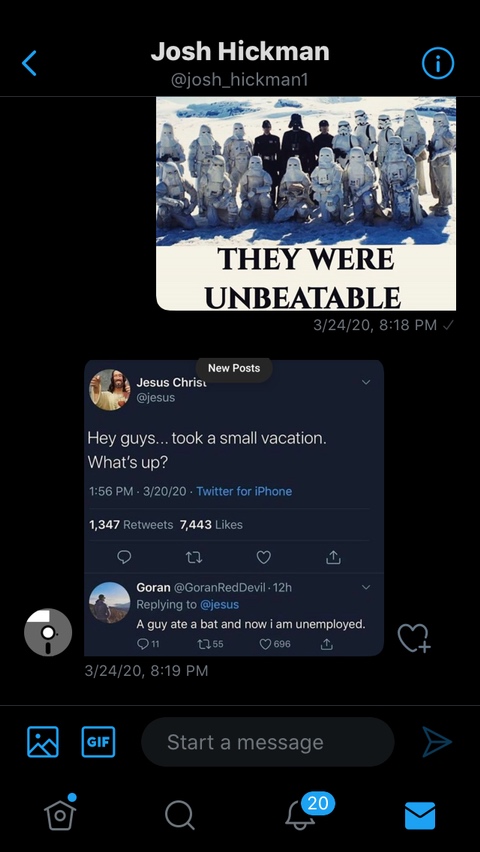 Josh Hickman
@josh_hickman1
THEY WERE
UNBEATABLE
3/24/20, 8:18 PM ✓
New Posts
Jesus Christ
@jesus
Hey guys... took a small vacation.
What's up?
1:56 PM · 3/20/20 · Twitter for iPhone
1,347 Retweets 7,443 Likes
Goran @GoranRedDevil · 12h
Replying to @jesus
A guy ate a bat and now i am unemployed.
11 55 696
3/24/20, 8:19 PM
GIF
Start a message
20